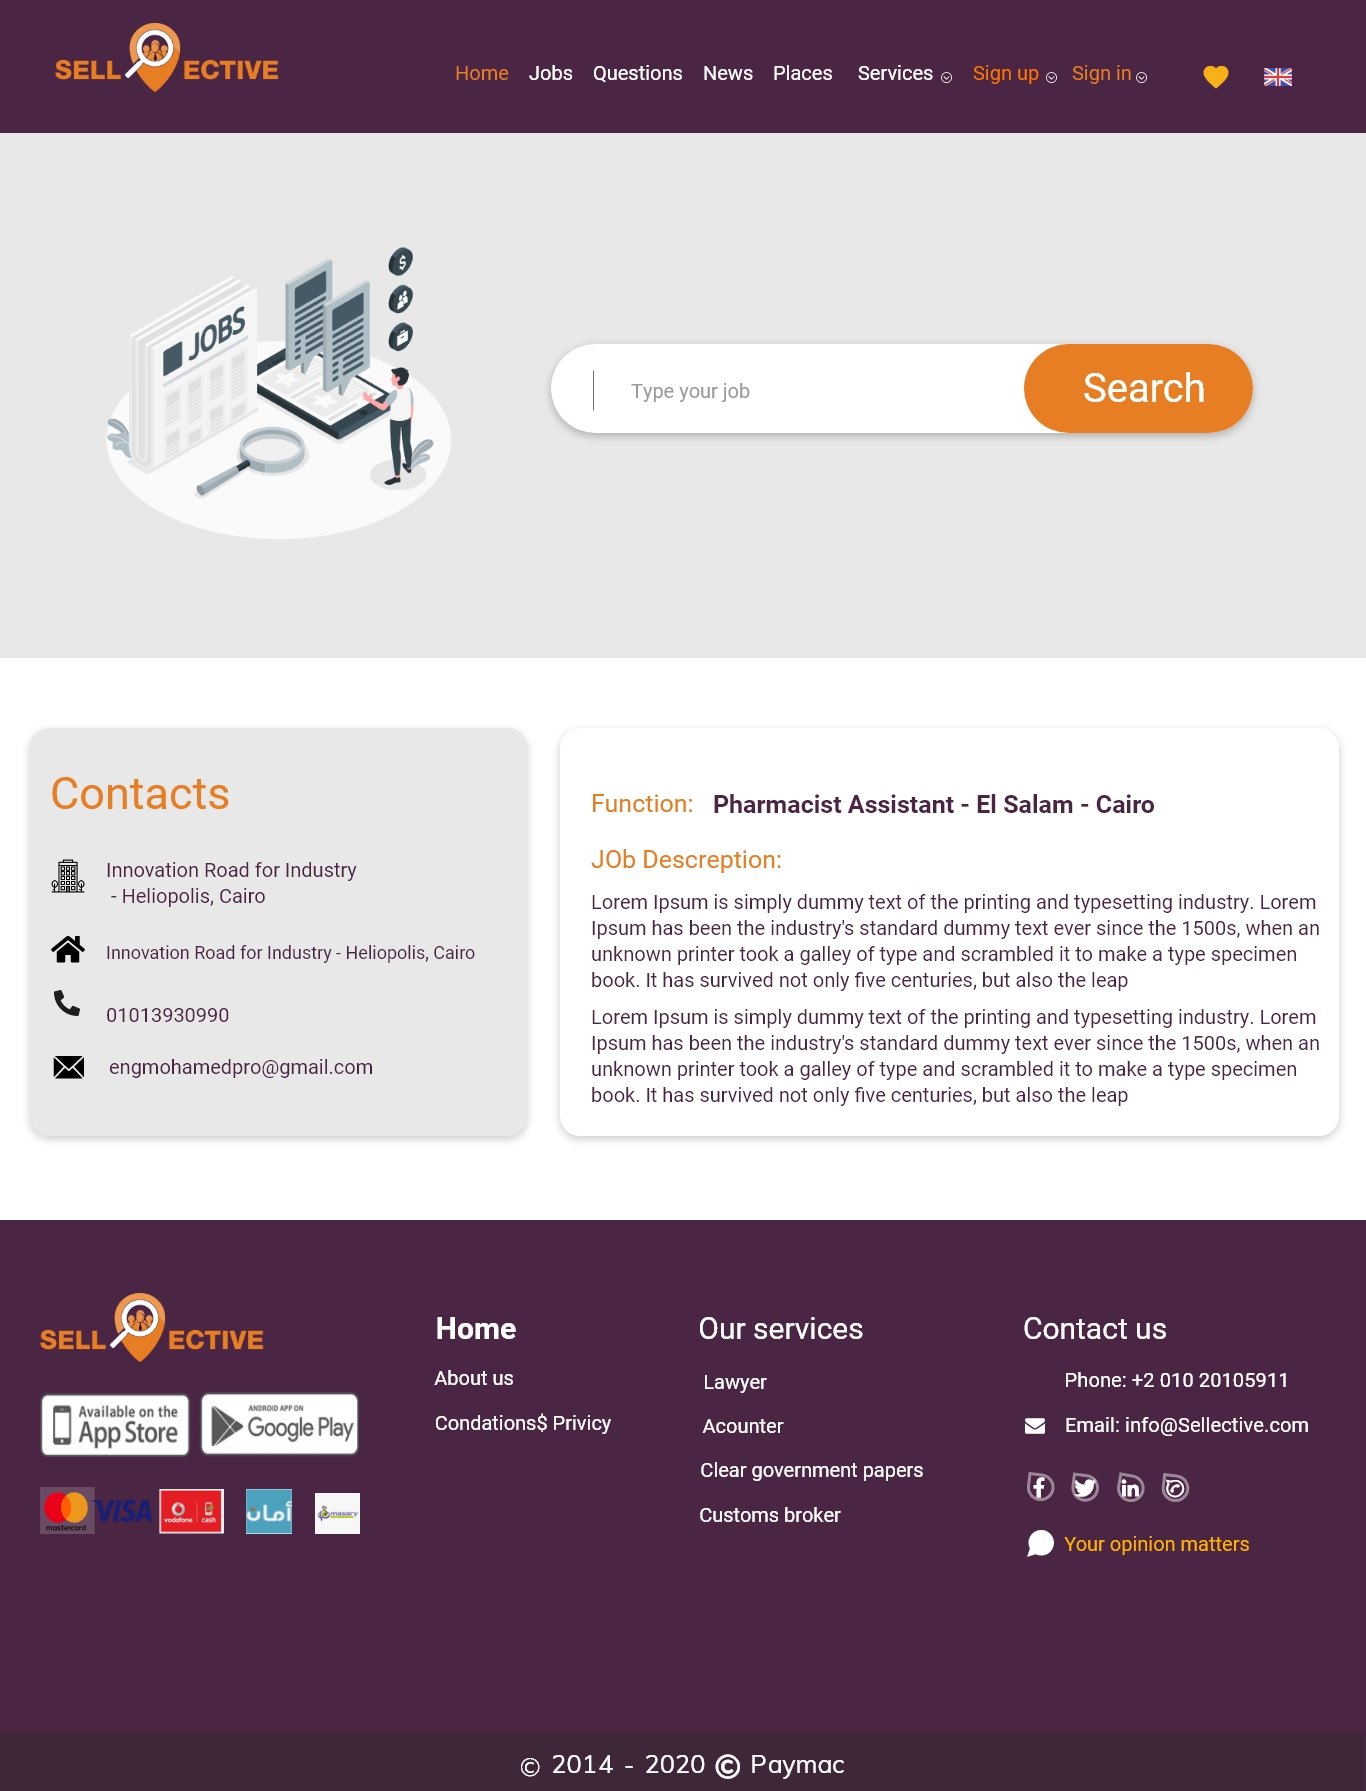 SELL ECTIVE
Home Jobs Questions News Places Services Sign up Sign in
JOBS
Type your job
Search
Contacts
Innovation Road for Industry
- Heliopolis, Cairo
Innovation Road for Industry - Heliopolis, Cairo
01013930990
engmohamedpro@gmail.com
Function: Pharmacist Assistant - El Salam - Cairo
JOb Descreption:
Lorem Ipsum is simply dummy text of the printing and typesetting industry. Lorem
Ipsum has been the industry's standard dummy text ever since the 1500s, when an
unknown printer took a galley of type and scrambled it to make a type specimen
book. It has survived not only five centuries, but also the leap
Lorem Ipsum is simply dummy text of the printing and typesetting industry. Lorem
Ipsum has been the industry's standard dummy text ever since the 1500s, when an
unknown printer took a galley of type and scrambled it to make a type specimen
book. It has survived not only five centuries, but also the leap
SELL ECTIVE
Available on the
App Store
ANDROID APP ON
Google Play
mastercard
VISA
vodafone cash
أمان
masary
Home
About us
Condations$ Privicy
Our services
Lawyer
Acounter
Clear government papers
Customs broker
Contact us
Phone: +2 010 20105911
Email: info@Sellective.com
Your opinion matters
© 2014 - 2020 © Paymac